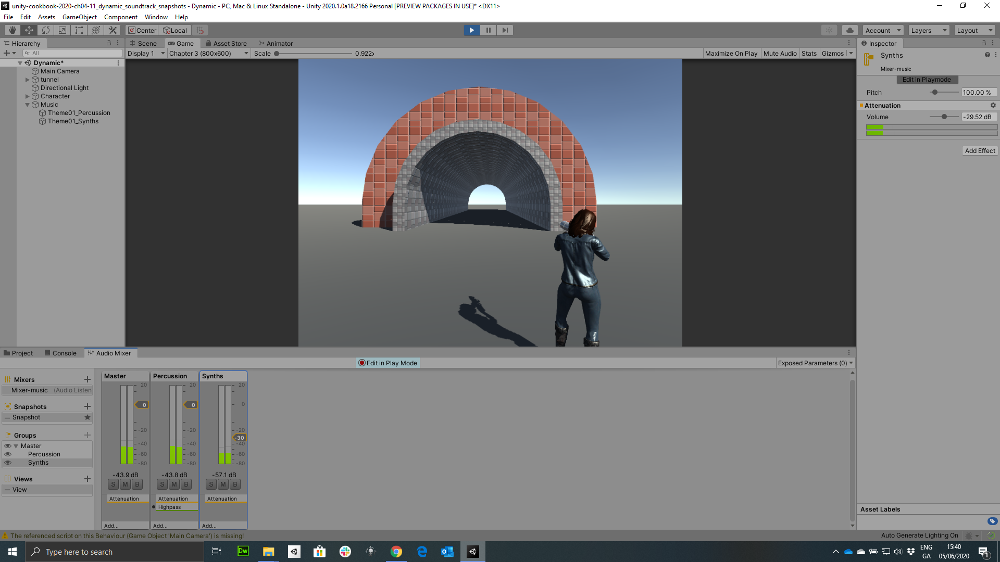 unity-cookbook-2020-ch04-11_dynamic_soundtrack_snapshots - Dynamic - PC, Mac & Linux Standalone - Unity 2020.1.0a18.2166 Personal [PREVIEW PACKAGES IN USE]* <DX11>
File Edit Assets GameObject Component Window Help
Center Local Account Layers Layout
Hierarchy Scene Game Asset Store Animator Inspector
All Display 1 Chapter 3 (800x600) Scale 0.922x Maximize On Play Mute Audio Stats Gizmos
Synths
Mixer-music
Dynamic*
Main Camera
tunnel
Directional Light
Character
Music
Theme01_Percussion
Theme01_Synths
Edit in Playmode
Pitch 100.00 %
Attenuation
Volume -29.52 dB
Add Effect
Project Console Audio Mixer
Edit in Play Mode Exposed Parameters (0)
Mixers
Mixer-music (Audio Listen
Snapshots
Snapshot
Groups
Master
Percussion
Synths
Views
View
Master Percussion Synths
20 20 20
0 0 0
-20 -20 -20
-30
-40 -40 -40
-60 -60 -60
-80 -80 -80
-43.9 dB -43.8 dB -57.1 dB
S M B S M B S M B
Attenuation Attenuation Attenuation
Highpass
Add... Add... Add...
Asset Labels
The referenced script on this Behaviour (Game Object 'Main Camera') is missing!
Auto Generate Lighting On
Type here to search
Dw
ENG
GA
15:40
05/06/2020
1